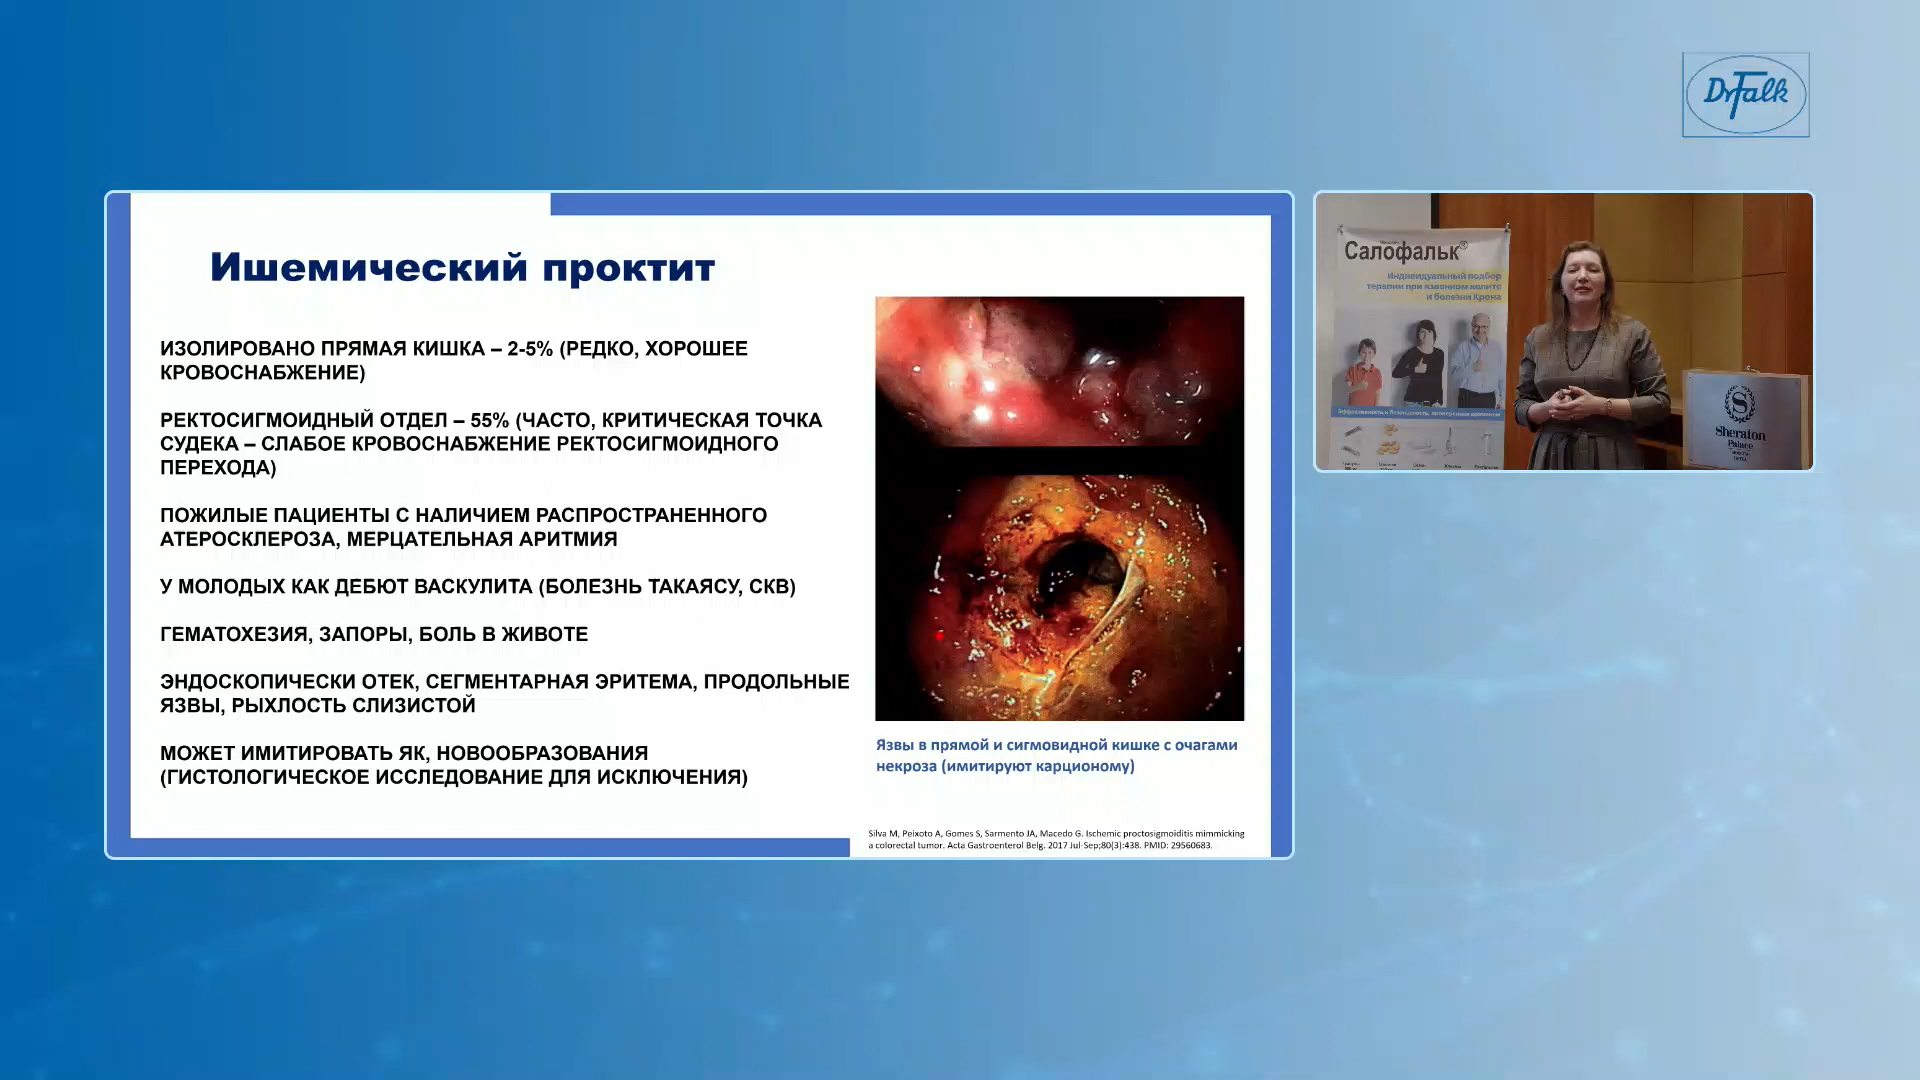 Dr Falk
Ишемический проктит
ИЗОЛИРОВАНО ПРЯМАЯ КИШКА – 2-5% (РЕДКО, ХОРОШЕЕ
КРОВОСНАБЖЕНИЕ)
РЕКТОСИГМОИДНЫЙ ОТДЕЛ – 55% (ЧАСТО, КРИТИЧЕСКАЯ ТОЧКА
СУДЕКА – СЛАБОЕ КРОВОСНАБЖЕНИЕ РЕКТОСИГМОИДНОГО
ПЕРЕХОДА)
ПОЖИЛЫЕ ПАЦИЕНТЫ С НАЛИЧИЕМ РАСПРОСТРАНЕННОГО
АТЕРОСКЛЕРОЗА, МЕРЦАТЕЛЬНАЯ АРИТМИЯ
У МОЛОДЫХ КАК ДЕБЮТ ВАСКУЛИТА (БОЛЕЗНЬ ТАКАЯСУ, СКВ)
ГЕМАТОХЕЗИЯ, ЗАПОРЫ, БОЛЬ В ЖИВОТЕ
ЭНДОСКОПИЧЕСКИ ОТЕК, СЕГМЕНТАРНАЯ ЭРИТЕМА, ПРОДОЛЬНЫЕ
ЯЗВЫ, РЫХЛОСТЬ СЛИЗИСТОЙ
МОЖЕТ ИМИТИРОВАТЬ ЯК, НОВООБРАЗОВАНИЯ
(ГИСТОЛОГИЧЕСКОЕ ИССЛЕДОВАНИЕ ДЛЯ ИСКЛЮЧЕНИЯ)
Язвы в прямой и сигмовидной кишке с очагами
некроза (имитируют карционому)
Silva M, Peixoto A, Gomes S, Sarmento JA, Macedo G. Ischemic proctosigmoiditis mimmicking
a colorectal tumor. Acta Gastroenterol Belg. 2017 Jul-Sep;80(3):438. PMID: 29560683.
Салофальк®
Индивидуальный подбор
терапии при язвенном колите
и болезни Крона
S
Sheraton
Palace